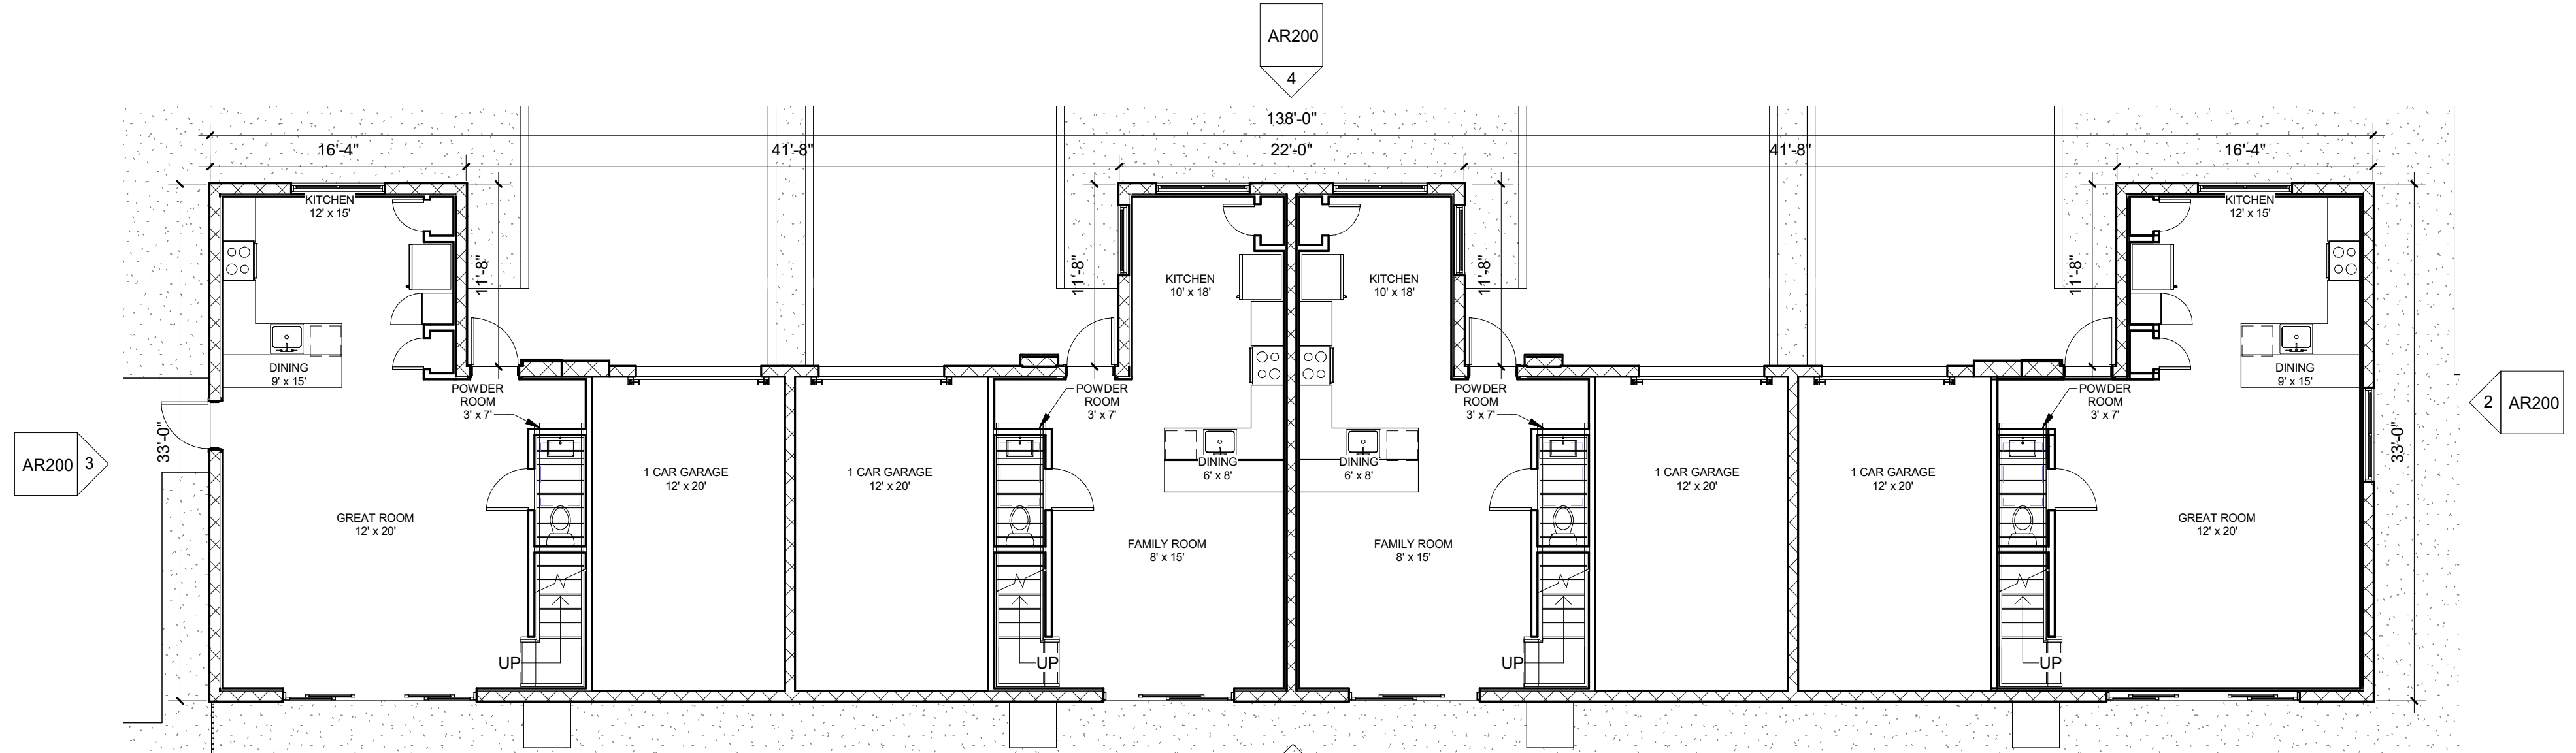 AR200
4
138'-0"
16'-4"
41'-8"
22'-0"
41'-8"
16'-4"
KITCHEN
12' x 15'
KITCHEN
12' x 15'
11'-8"
11'-8"
11'-8"
11'-8"
KITCHEN
10' x 18'
KITCHEN
10' x 18'
DINING
9' x 15'
DINING
9' x 15'
POWDER
ROOM
3' x 7'
POWDER
ROOM
3' x 7'
POWDER
ROOM
3' x 7'
POWDER
ROOM
3' x 7'
AR200
3
33'-0"
33'-0"
2
AR200
1 CAR GARAGE
12' x 20'
1 CAR GARAGE
12' x 20'
DINING
6' x 8'
DINING
6' x 8'
1 CAR GARAGE
12' x 20'
1 CAR GARAGE
12' x 20'
GREAT ROOM
12' x 20'
FAMILY ROOM
8' x 15'
FAMILY ROOM
8' x 15'
GREAT ROOM
12' x 20'
UP
UP
UP
UP